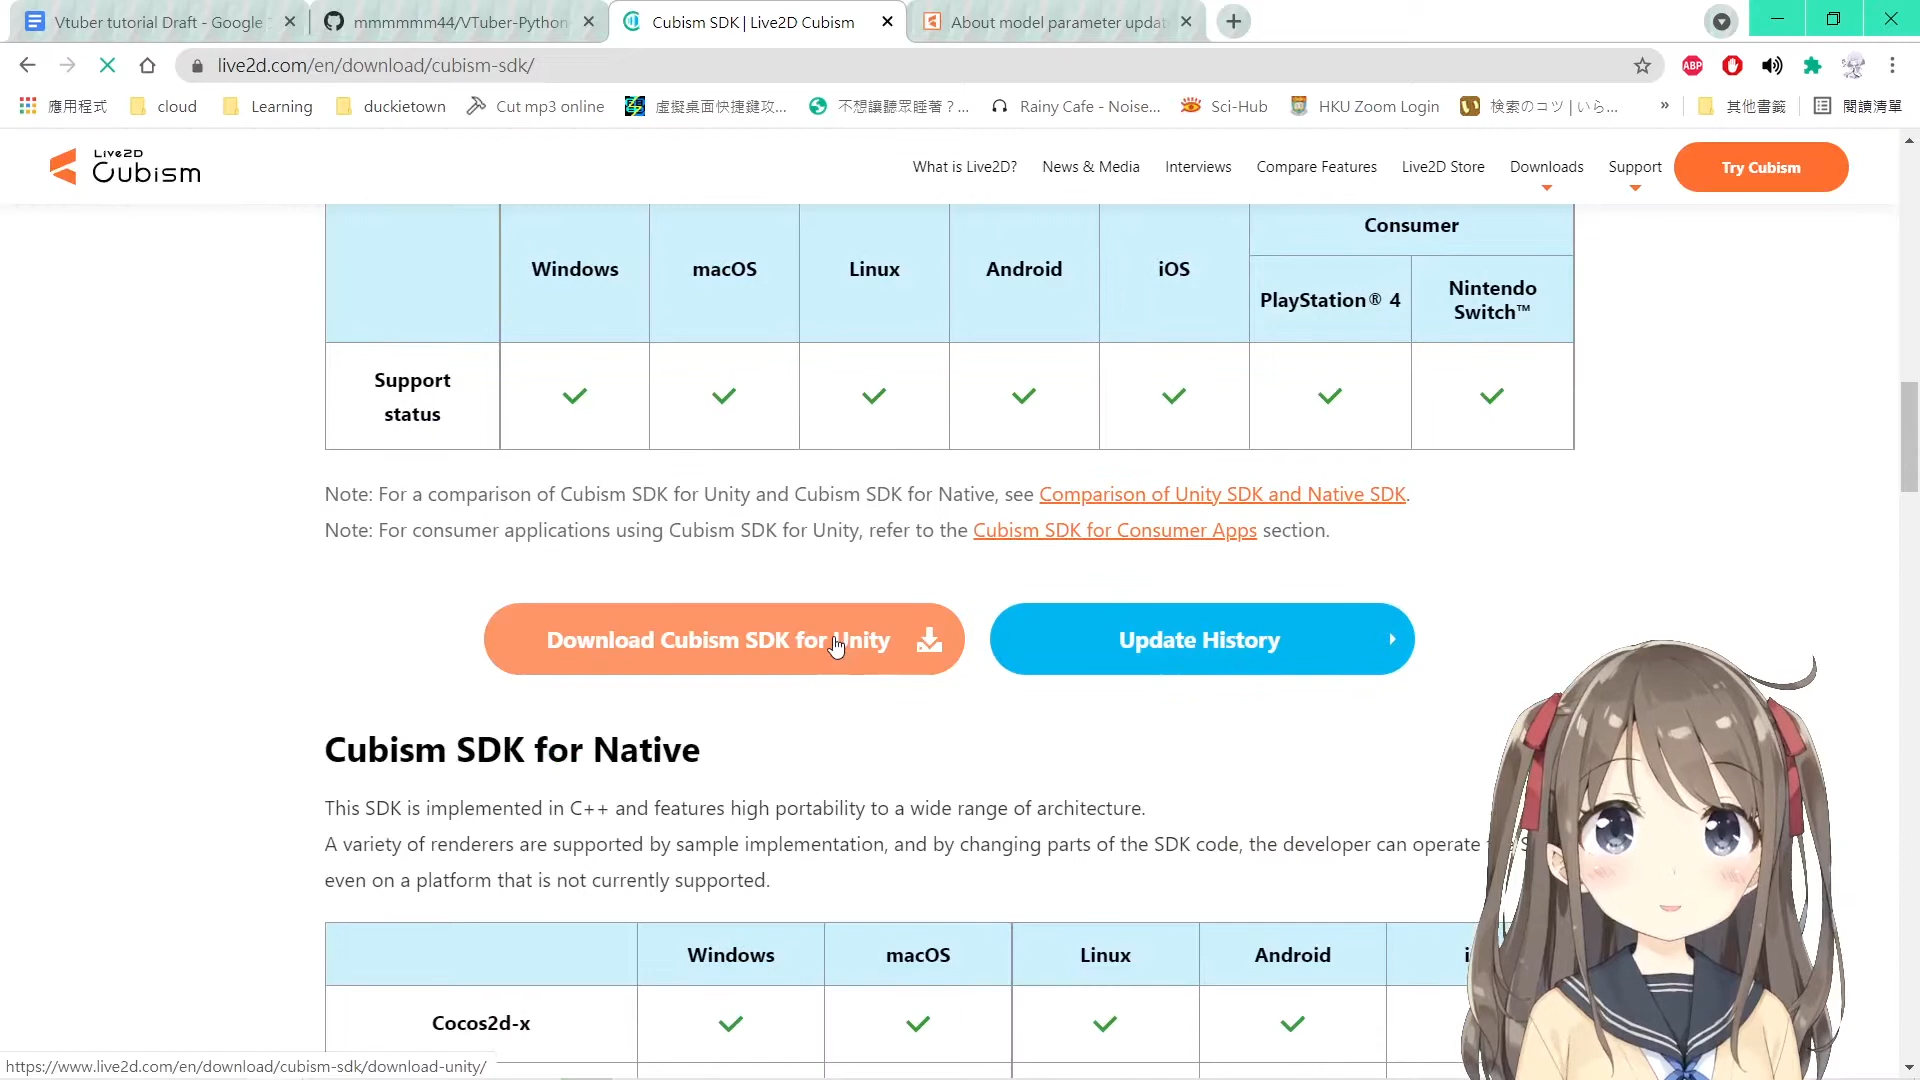 Vtuber tutorial Draft - Google
mmmmmm44/VTuber-Python
Cubism SDK | Live2D Cubism
About model parameter updat
live2d.com/en/download/cubism-sdk/
ABP
應用程式
cloud
Learning
duckietown
Cut mp3 online
虛擬桌面快捷鍵攻...
不想讓聽眾睡著？...
Rainy Cafe - Noise...
Sci-Hub
HKU Zoom Login
検索のコツ | いら...
»
其他書籤
閱讀清單
Live2D
Cubism
What is Live2D?
News & Media
Interviews
Compare Features
Live2D Store
Downloads
Support
Try Cubism
Windows
macOS
Linux
Android
iOS
Consumer
PlayStation® 4
Nintendo
Switch™
Support
status
Note: For a comparison of Cubism SDK for Unity and Cubism SDK for Native, see Comparison of Unity SDK and Native SDK.
Note: For consumer applications using Cubism SDK for Unity, refer to the Cubism SDK for Consumer Apps section.
Download Cubism SDK for Unity
Update History
Cubism SDK for Native
This SDK is implemented in C++ and features high portability to a wide range of architecture.
A variety of renderers are supported by sample implementation, and by changing parts of the SDK code, the developer can operate
even on a platform that is not currently supported.
Windows
macOS
Linux
Android
Cocos2d-x
https://www.live2d.com/en/download/cubism-sdk/download-unity/